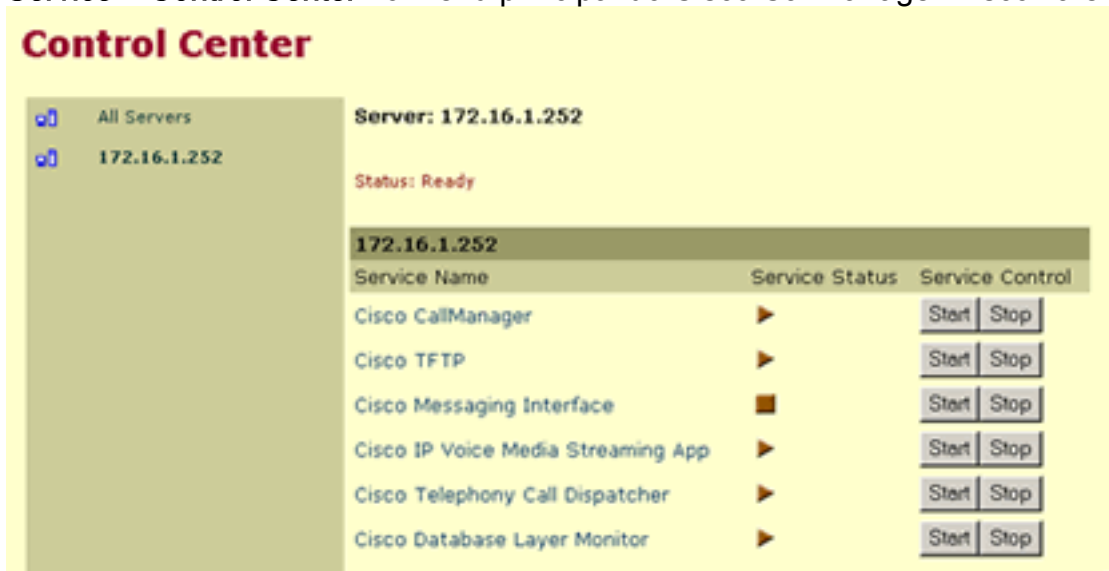 Control Center
All Servers
172.16.1.252
Server: 172.16.1.252
Status: Ready
172.16.1.252
Service Name Service Status Service Control
Cisco CallManager Start Stop
Cisco TFTP Start Stop
Cisco Messaging Interface Start Stop
Cisco IP Voice Media Streaming App Start Stop
Cisco Telephony Call Dispatcher Start Stop
Cisco Database Layer Monitor Start Stop